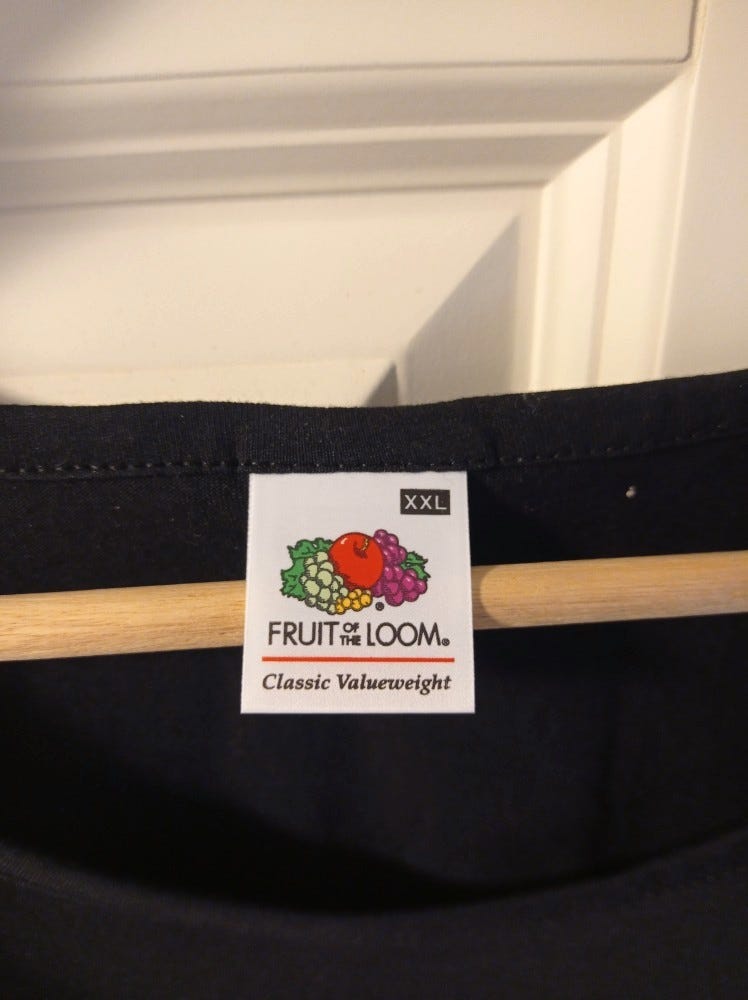 XXL
®
FRUIT OF THE LOOM®
Classic Valueweight